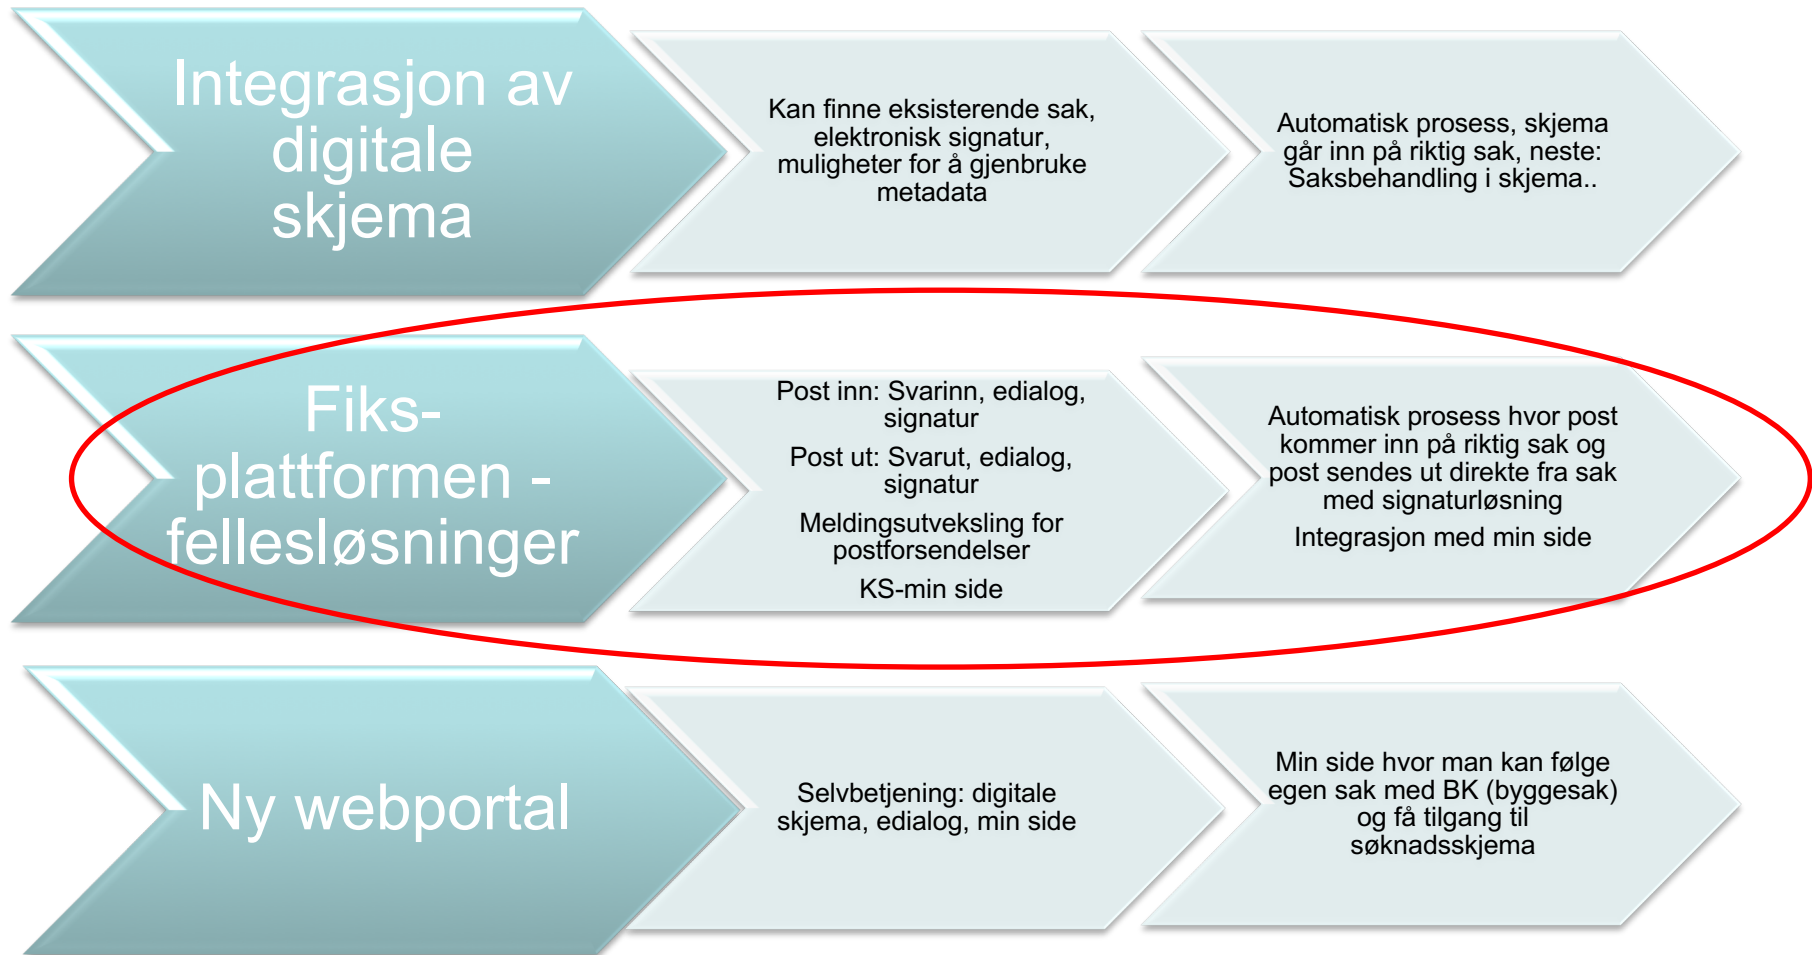 Integrasjon av
digitale
skjema
Kan finne eksisterende sak,
elektronisk signatur,
muligheter for å gjenbruke
metadata
Automatisk prosess, skjema
går inn på riktig sak, neste:
Saksbehandling i skjema..
Fiks-
plattformen -
fellesløsninger
Post inn: Svarinn, edialog,
signatur
Post ut: Svarut, edialog,
signatur
Meldingsutveksling for
postforsendelser
KS-min side
Automatisk prosess hvor post
kommer inn på riktig sak og
post sendes ut direkte fra sak
med signaturløsning
Integrasjon med min side
Ny webportal
Selvbetjening: digitale
skjema, edialog, min side
Min side hvor man kan følge
egen sak med BK (byggesak)
og få tilgang til
søknadsskjema